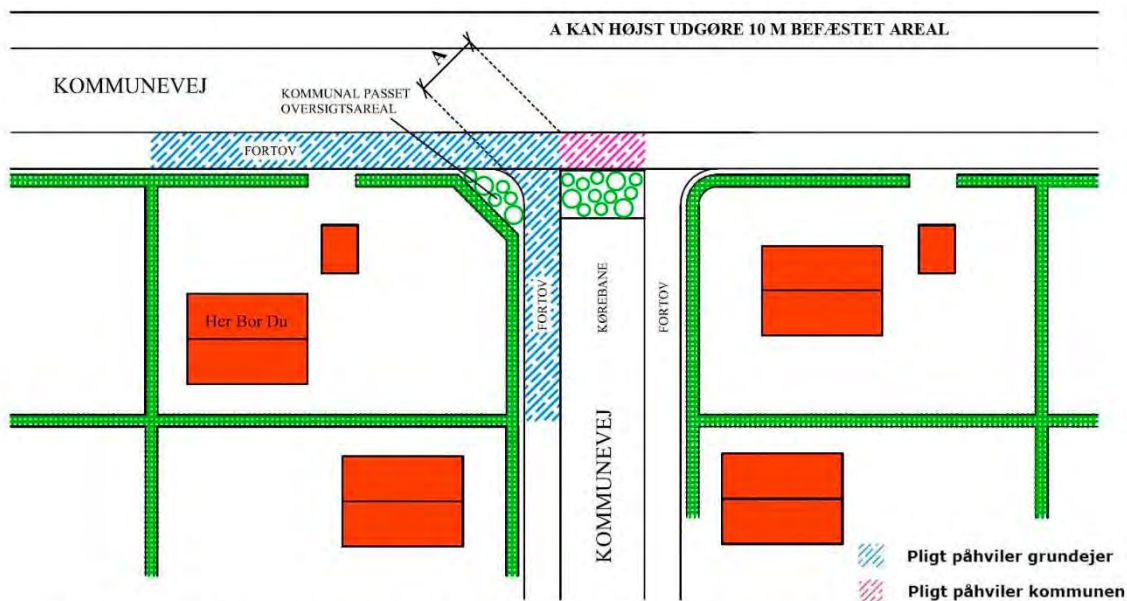 A KAN HØJST UDGØRE 10 M BEFÆSTET AREAL
A
KOMMUNEVEJ
KOMMUNAL PASSET
OVERSIGTSAREAL
FORTOV
FORTOV
KØREBANE
FORTOV
Her Bor Du
KOMMUNEVEJ
Pligt påhviler grundejer
Pligt påhviler kommunen